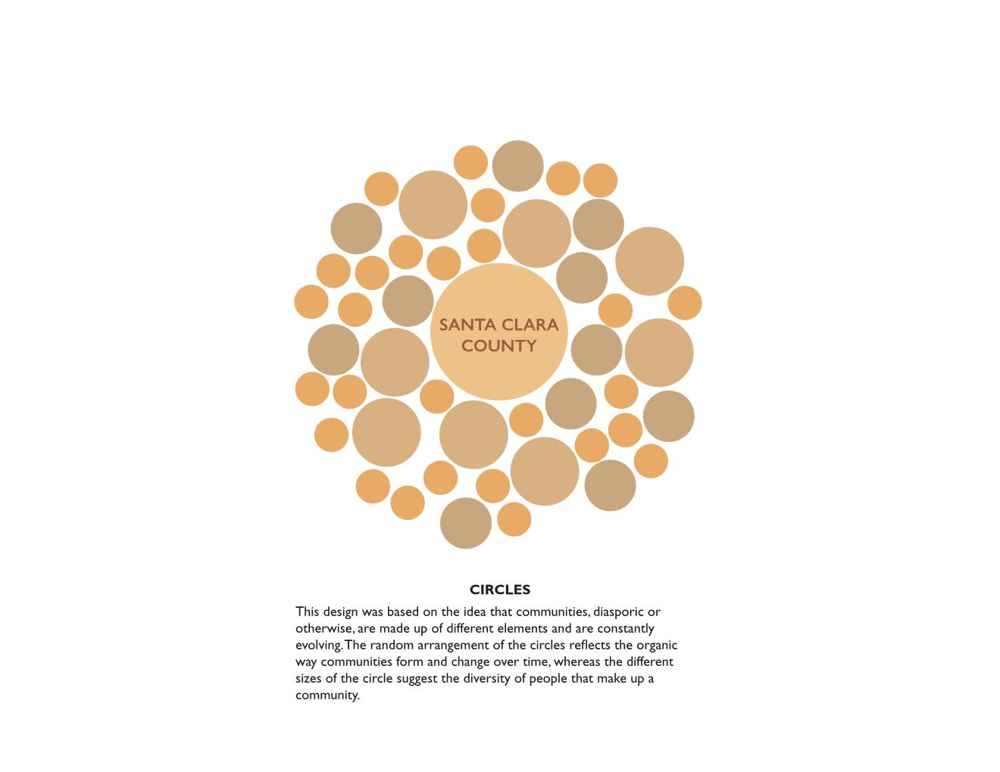 SANTA CLARA
COUNTY
CIRCLES
This design was based on the idea that communities, diasporic or
otherwise, are made up of different elements and are constantly
evolving. The random arrangement of the circles reflects the organic
way communities form and change over time, whereas the different
sizes of the circle suggest the diversity of people that make up a
community.